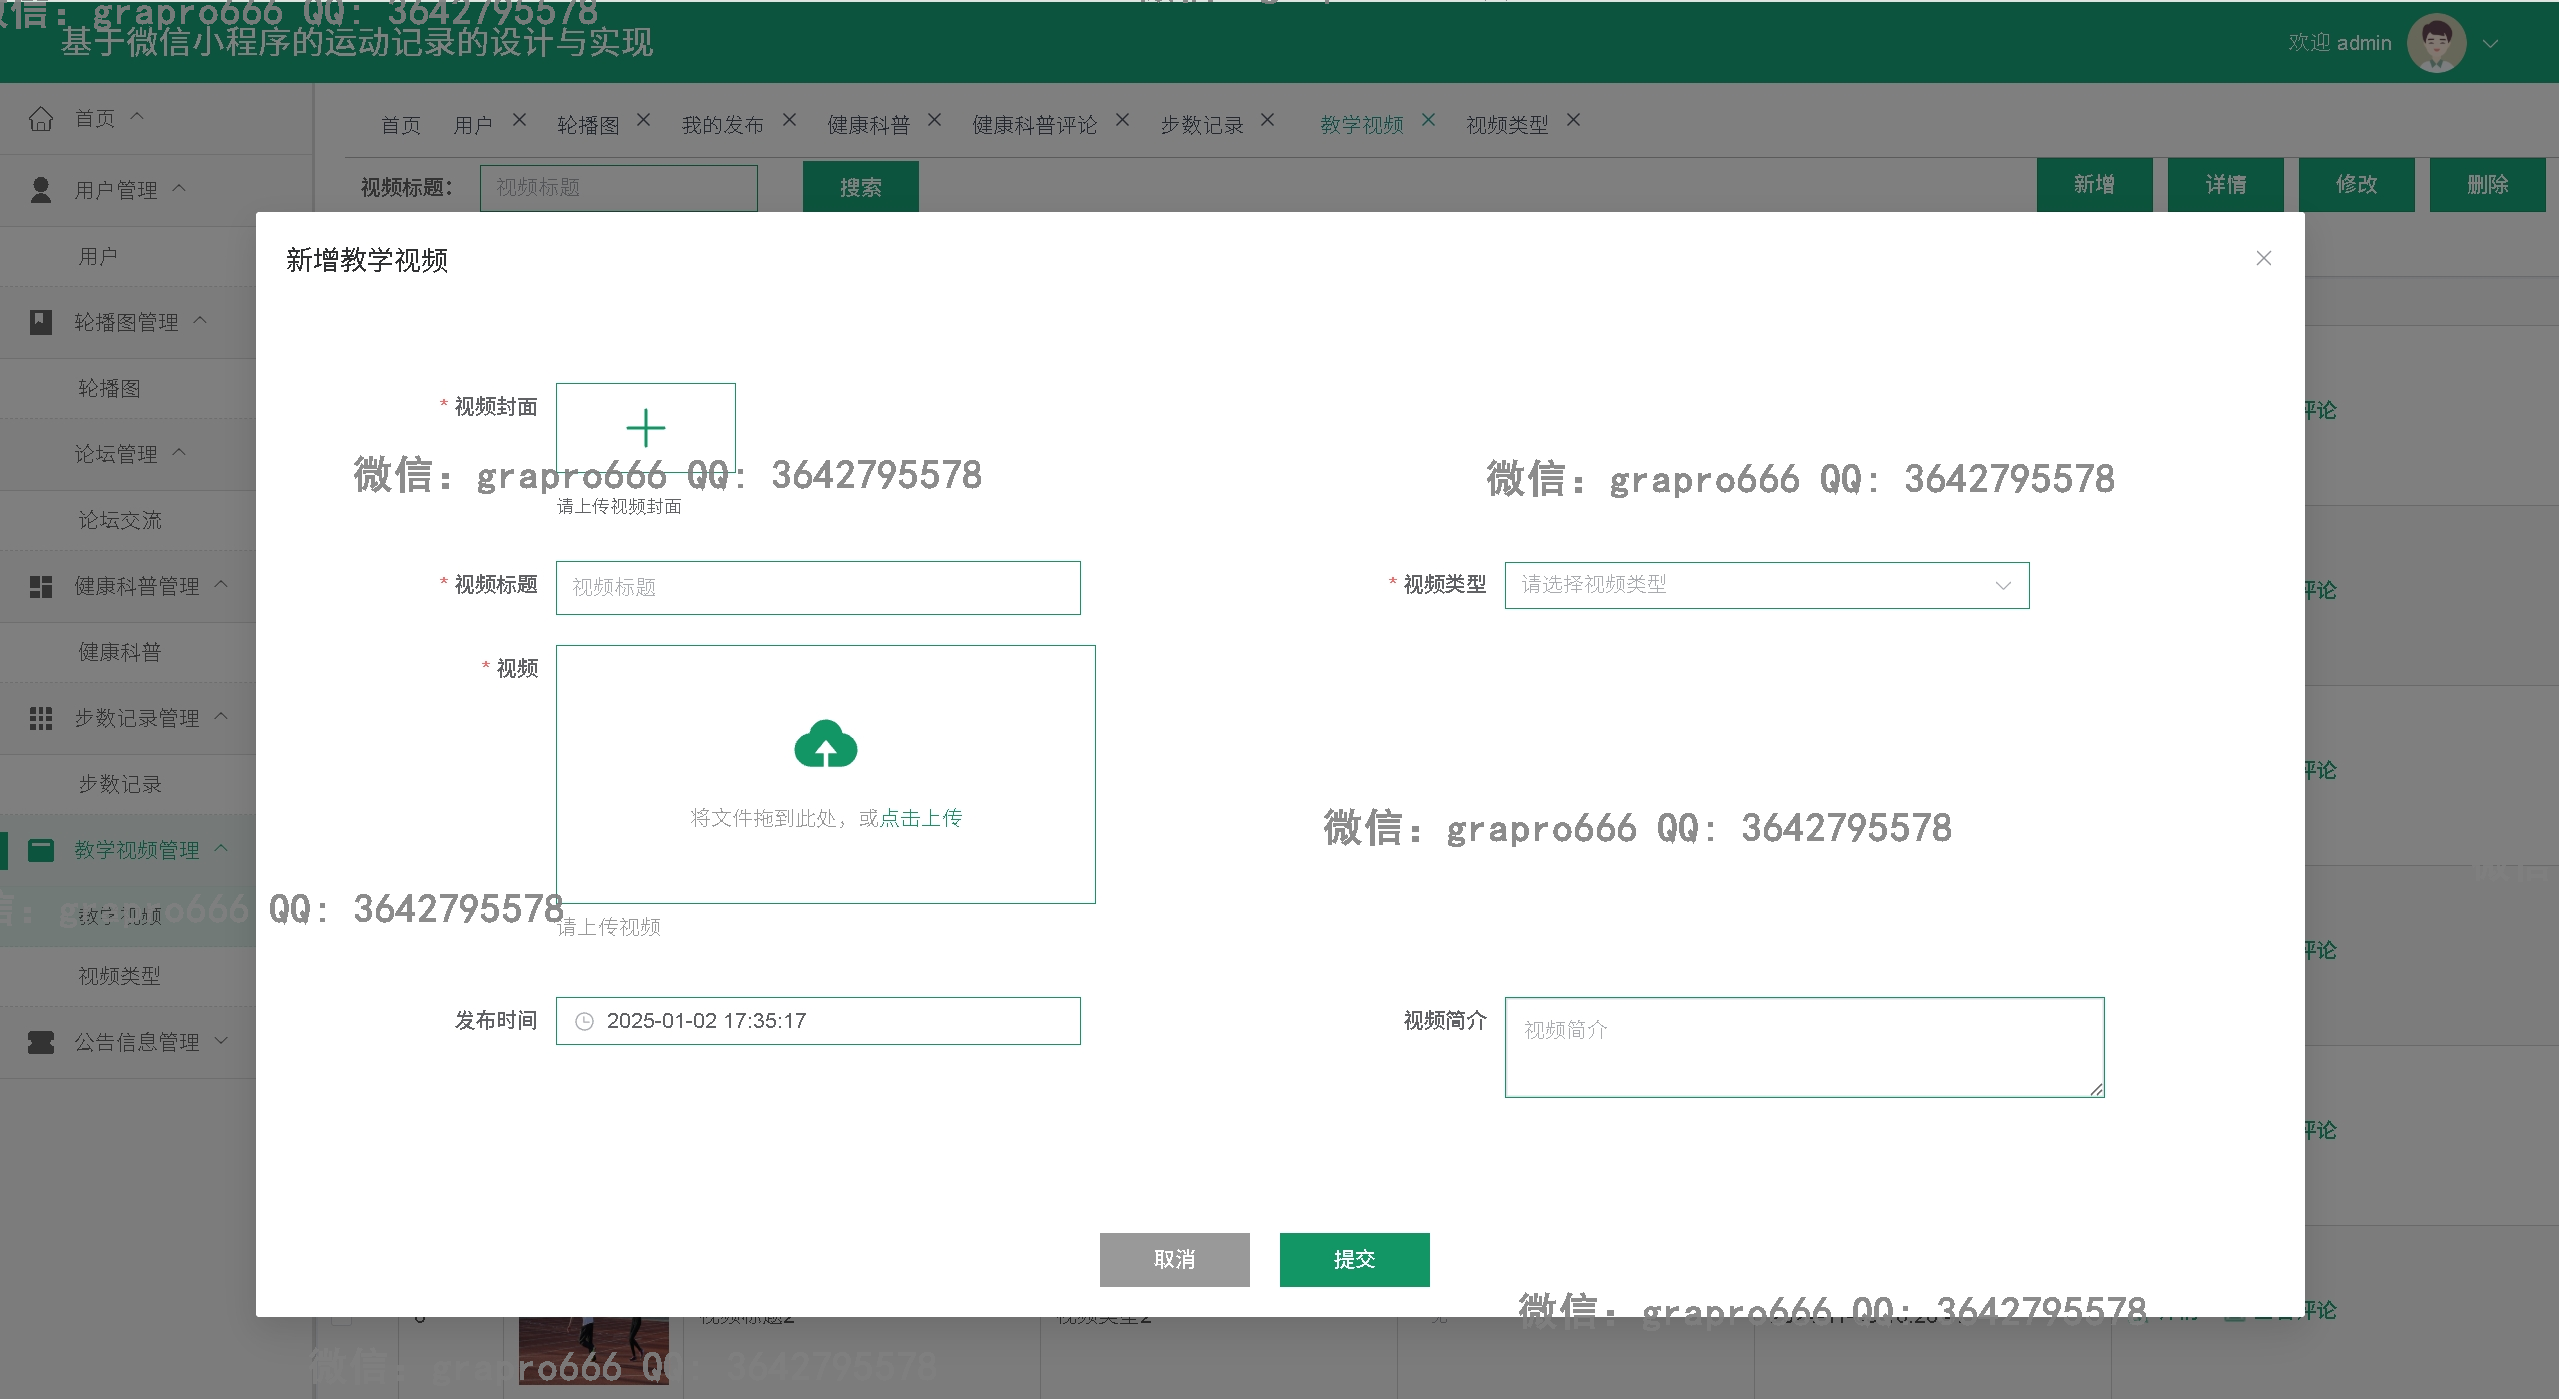 微信: grapro666 QQ: 3642795578
基于微信小程序的运动记录的设计与实现
欢迎 admin
首页
用户管理
用户
轮播图管理
轮播图
论坛管理
论坛交流
健康科普管理
健康科普
步数记录管理
步数记录
教学视频管理
教学视频
视频类型
公告信息管理
首页 用户 轮播图 我的发布 健康科普 健康科普评论 步数记录 教学视频 视频类型
视频标题: 视频标题 搜索 新增 详情 修改 删除
新增教学视频
* 视频封面
微信: grapro666 QQ: 3642795578
微信: grapro666 QQ: 3642795578
请上传视频封面
* 视频标题 视频标题
* 视频类型 请选择视频类型
* 视频
将文件拖到此处，或点击上传
微信: grapro666 QQ: 3642795578
信: grapro666 QQ: 3642795578
请上传视频
发布时间 2025-01-02 17:35:17
视频简介 视频简介
取消 提交
评论
评论
评论
评论
评论
评论
微信: grapro666 QQ: 3642795578
视频标题2
视频类型2
微信: grapro666 QQ: 3642795578